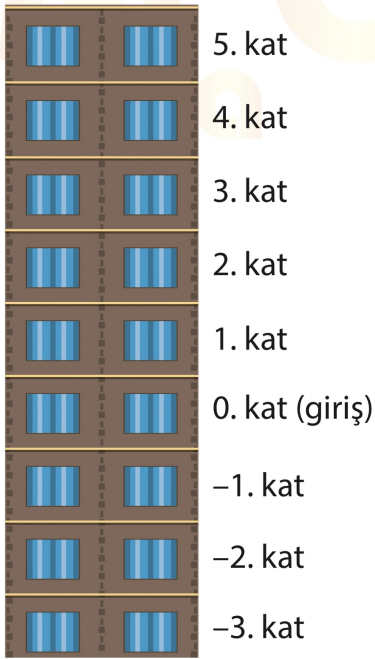 5. kat
4. kat
3. kat
2. kat
1. kat
0. kat (giriş)
–1. kat
–2. kat
–3. kat